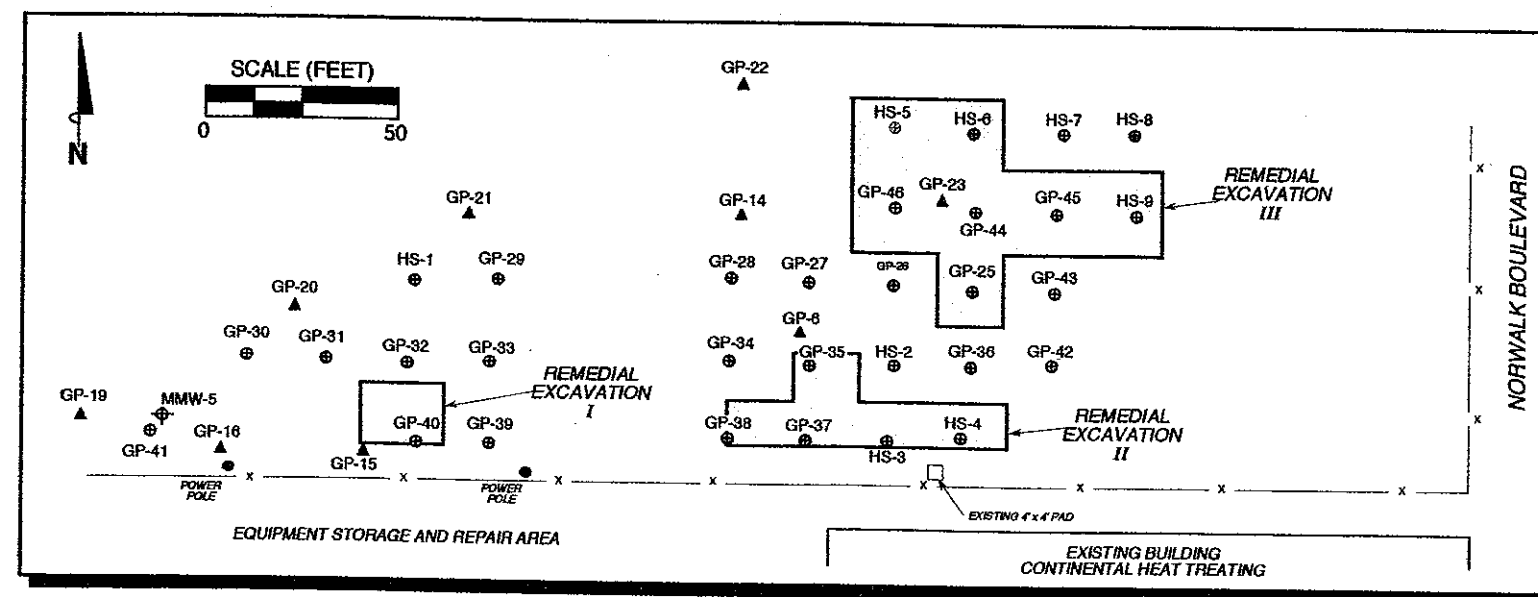 SCALE (FEET)
0
50
N
GP-22
HS-5
HS-6
HS-7
HS-8
GP-21
GP-14
GP-46
GP-23
GP-44
GP-45
HS-9
REMEDIAL
EXCAVATION
III
NORWALK BOULEVARD
HS-1
GP-29
GP-28
GP-27
GP-26
GP-25
GP-43
GP-20
GP-30
GP-31
GP-32
GP-33
GP-6
GP-34
GP-35
HS-2
GP-36
GP-42
REMEDIAL
EXCAVATION
I
GP-19
MMW-5
GP-41
GP-16
GP-15
GP-40
GP-39
GP-38
GP-37
HS-3
HS-4
REMEDIAL
EXCAVATION
II
x
x
x
x
x
x
x
x
x
x
x
POWER
POLE
POWER
POLE
EXISTING 4' x 4' PAD
EQUIPMENT STORAGE AND REPAIR AREA
EXISTING BUILDING
CONTINENTAL HEAT TREATING